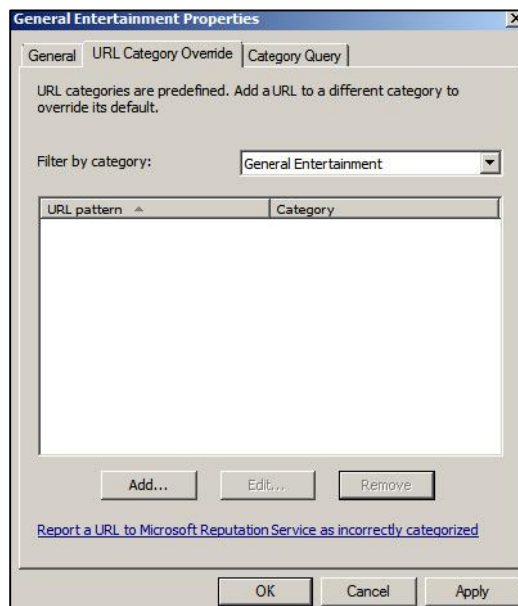 General Entertainment Properties
General URL Category Override Category Query
URL categories are predefined. Add a URL to a different category to
override its default.
Filter by category: General Entertainment
URL pattern Category
Add... Edit... Remove
Report a URL to Microsoft Reputation Service as incorrectly categorized
OK Cancel Apply